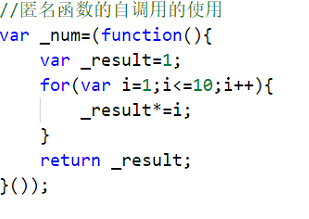 //匿名函数的自调用的使用
var _num=(function(){
    var _result=1;
    for(var i=1;i<=10;i++){
        _result*=i;
    }
    return _result;
}());